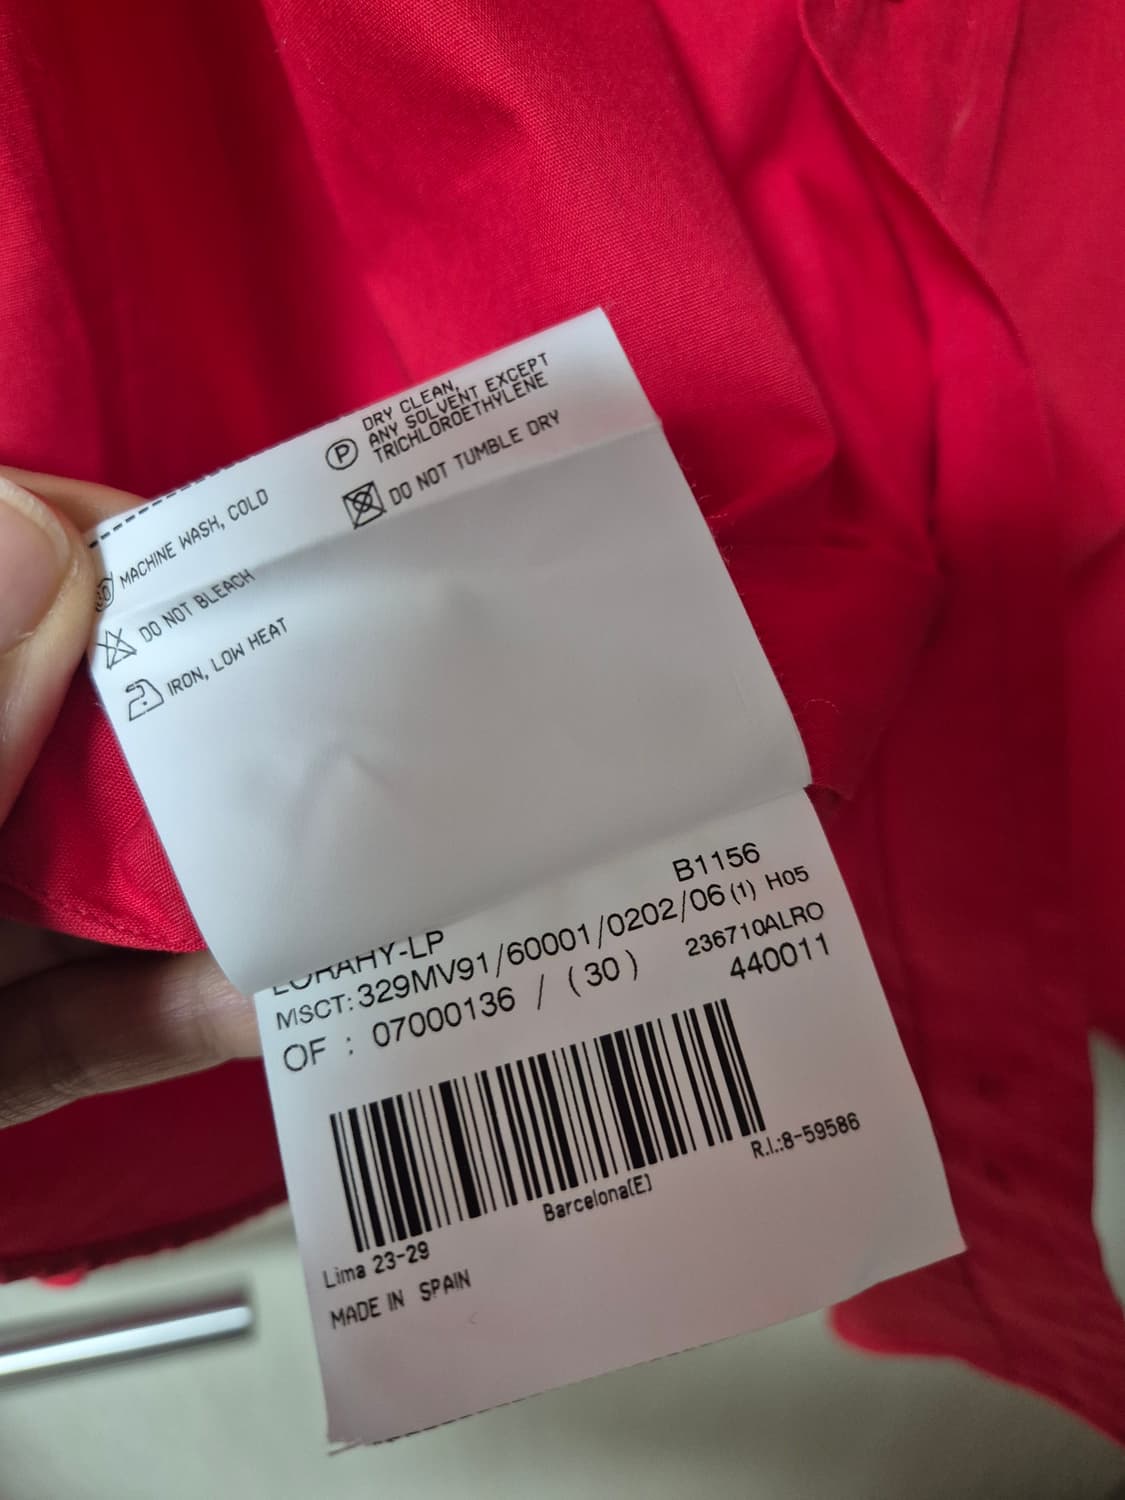 DRY CLEAN,
ANY SOLVENT EXCEPT
TRICHLOROETHYLENE
P
DO NOT TUMBLE DRY
MACHINE WASH, COLD
DO NOT BLEACH
IRON, LOW HEAT
B1156
LORAHY-LP
MSCT: 329MV91/60001/0202/06 (1) H05
236710ALRO
OF : 07000136 / (30) 440011
R.I.:8-59586
Barcelona(E)
Lima 23-29
MADE IN SPAIN